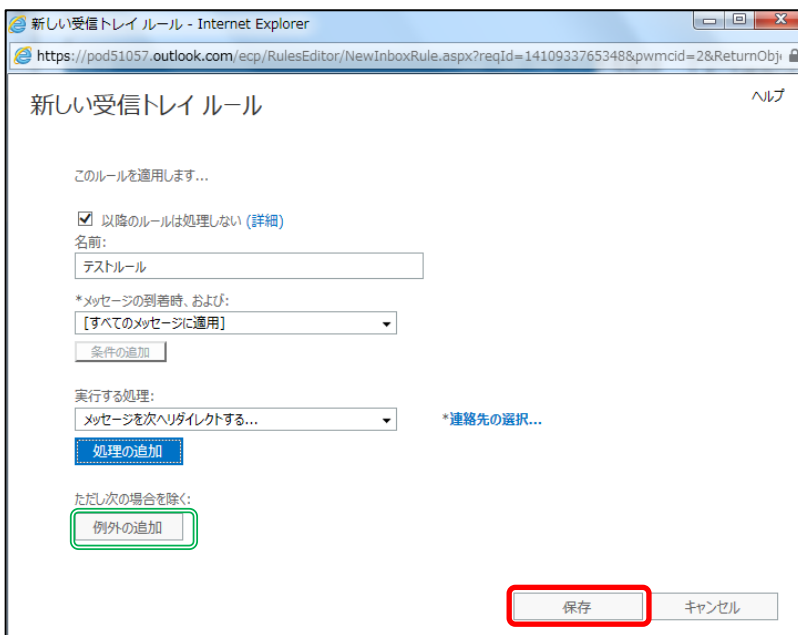 新しい受信トレイ ルール - Internet Explorer
https://pod51057.outlook.com/ecp/RulesEditor/NewInboxRule.aspx?reqId=1410933765348&pwmcid=2&ReturnObj
ヘルプ
新しい受信トレイ ルール
このルールを適用します...
以降のルールは処理しない (詳細)
名前:
テストルール
*メッセージの到着時、および:
[すべてのメッセージに適用]
条件の追加
実行する処理:
メッセージを次へリダイレクトする... *連絡先の選択...
処理の追加
ただし次の場合を除く:
例外の追加
保存 キャンセル